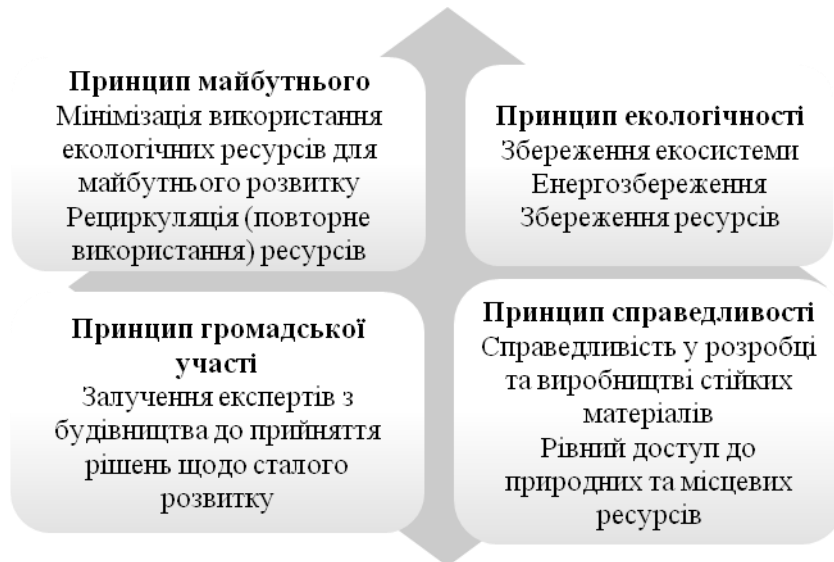 Принцип майбутнього
Мінімізація використання
екологічних ресурсів для
майбутнього розвитку
Рециркуляція (повторне
використання) ресурсів
Принцип екологічності
Збереження екосистеми
Енергозбереження
Збереження ресурсів
Принцип громадської
участі
Залучення експертів з
будівництва до прийняття
рішень щодо сталого
розвитку
Принцип справедливості
Справедливість у розробці
та виробництві стійких
матеріалів
Рівний доступ до
природних та місцевих
ресурсів